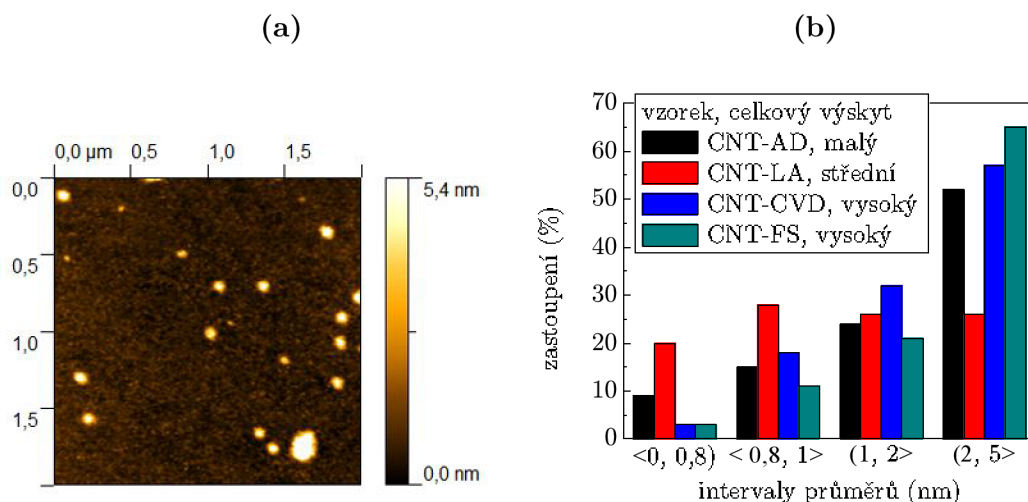 (a)
0,0 µm 0,5 1,0 1,5
0,0
0,5
1,0
1,5
5,4 nm
0,0 nm
(b)
vzorek, celkový výskyt
CNT-AD, malý
CNT-LA, střední
CNT-CVD, vysoký
CNT-FS, vysoký
zastoupení (%)
70
60
50
40
30
20
10
0
<0, 0,8) < 0,8, 1> (1, 2> (2, 5>
intervaly průměrů (nm)